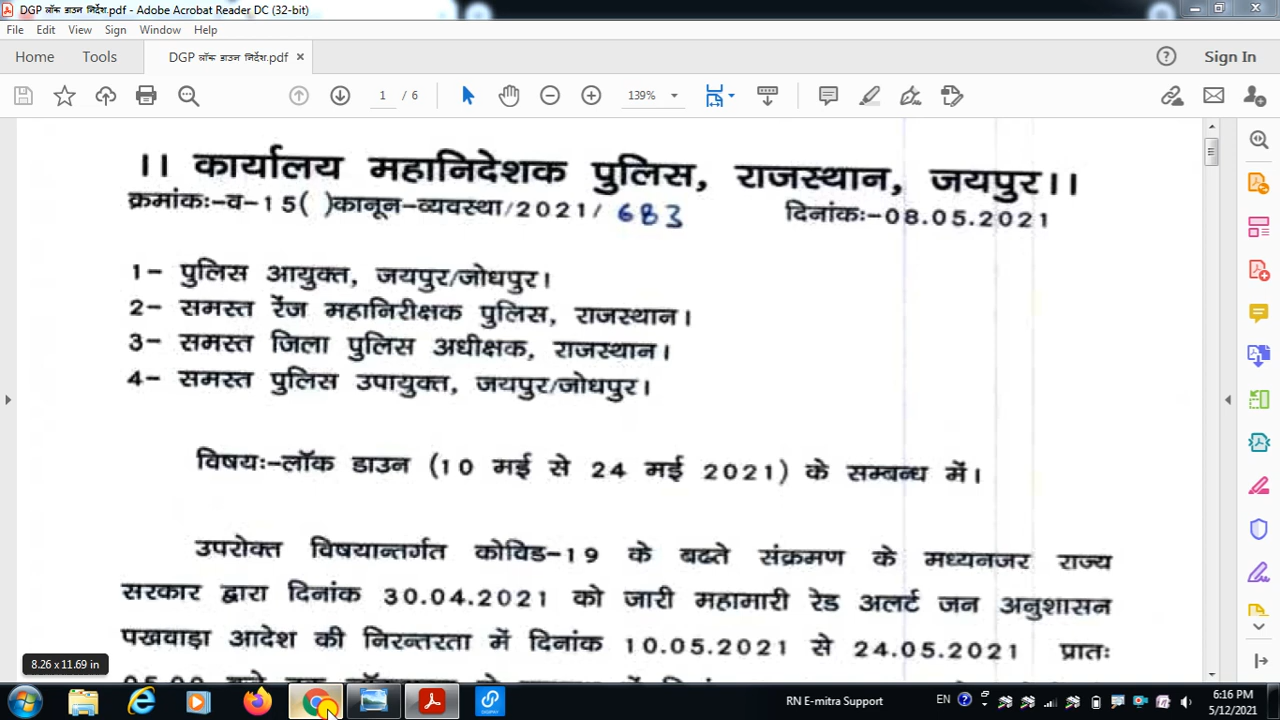 DGP लॉक डाउन निर्देश.pdf - Adobe Acrobat Reader DC (32-bit)
File Edit View Sign Window Help
Home Tools DGP लॉक डाउन निर्देश.pdf × Sign In
1 / 6 139%
।। कार्यालय महानिदेशक पुलिस, राजस्थान, जयपुर।।
क्रमांकः-व-15( )कानून-व्यवस्था/2021/ 683 दिनांकः-08.05.2021
1- पुलिस आयुक्त, जयपुर/जोधपुर।
2- समस्त रेंज महानिरीक्षक पुलिस, राजस्थान।
3- समस्त जिला पुलिस अधीक्षक, राजस्थान।
4- समस्त पुलिस उपायुक्त, जयपुर/जोधपुर।
विषयः-लॉक डाउन (10 मई से 24 मई 2021) के सम्बन्ध में।
उपरोक्त विषयान्तर्गत कोविड-19 के बढते संक्रमण के मध्यनजर राज्य
सरकार द्वारा दिनांक 30.04.2021 को जारी महामारी रेड अलर्ट जन अनुशासन
पखवाड़ा आदेश की निरन्तरता में दिनांक 10.05.2021 से 24.05.2021 प्रातः
8.26 x 11.69 in
RN E-mitra Support EN 6:16 PM
5/12/2021